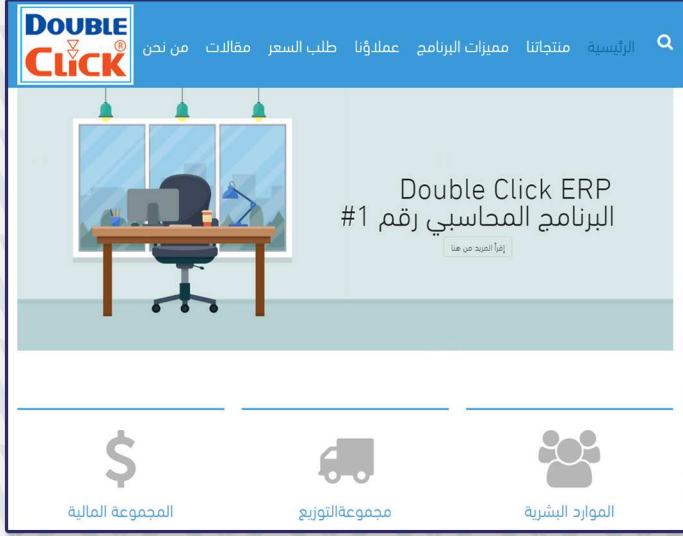 DOUBLE
CLICK®
الرئيسية منتجاتنا مميزات البرنامج عملاؤنا طلب السعر مقالات من نحن
Double Click ERP
البرنامج المحاسبي رقم 1#
إقرأ المزيد من هنا
الموارد البشرية
مجموعةالتوزيع
المجموعة المالية